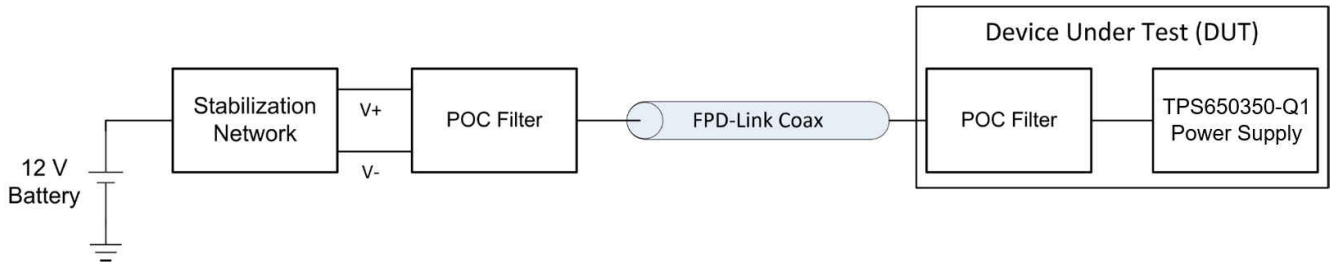 Device Under Test (DUT)
Stabilization
Network
V+
V-
POC Filter
FPD-Link Coax
POC Filter
TPS650350-Q1
Power Supply
12 V
Battery